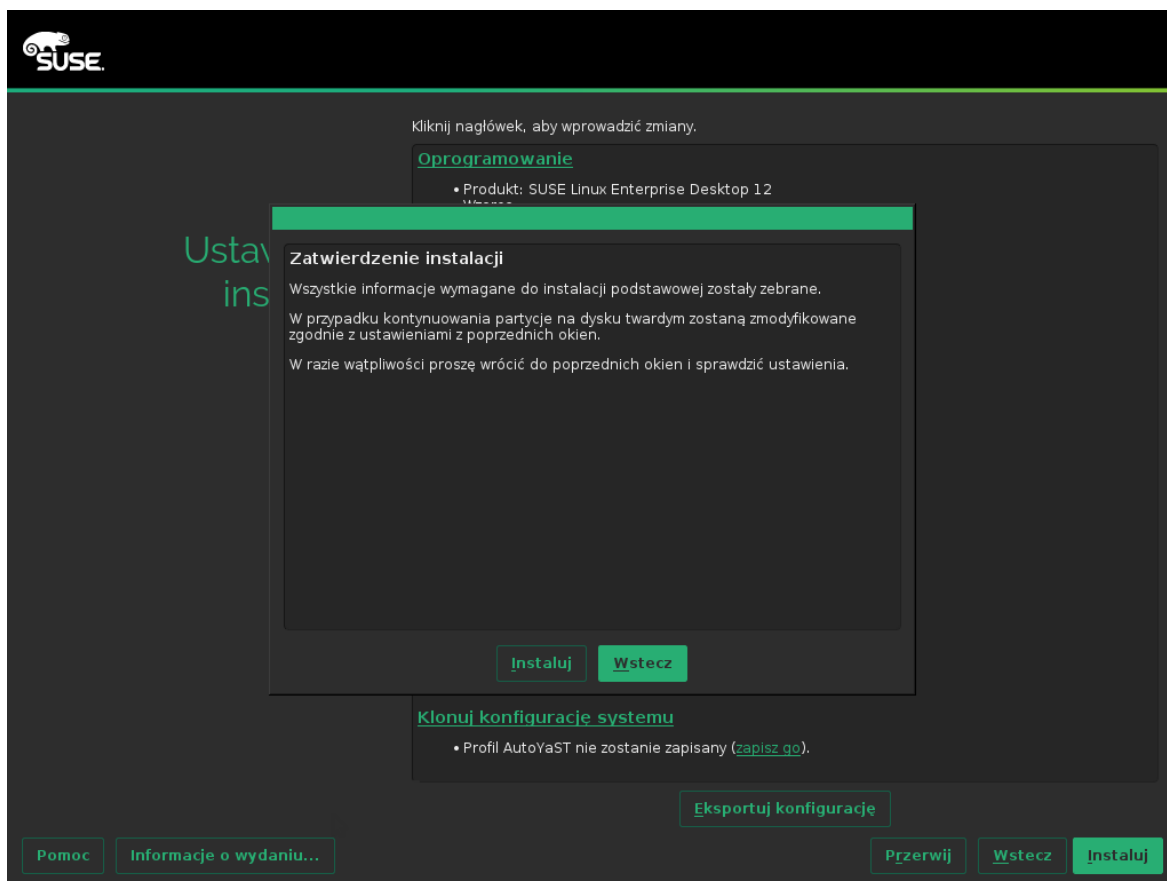 SUSE.
Kliknij nagłówek, aby wprowadzić zmiany.
Oprogramowanie
• Produkt: SUSE Linux Enterprise Desktop 12
Zatwierdzenie instalacji
Wszystkie informacje wymagane do instalacji podstawowej zostały zebrane.
W przypadku kontynuowania partycje na dysku twardym zostaną zmodyfikowane
zgodnie z ustawieniami z poprzednich okien.
W razie wątpliwości proszę wrócić do poprzednich okien i sprawdzić ustawienia.
Instaluj Wstecz
Klonuj konfigurację systemu
• Profil AutoYaST nie zostanie zapisany (zapisz go).
Eksportuj konfigurację
Pomoc Informacje o wydaniu... Przerwij Wstecz Instaluj